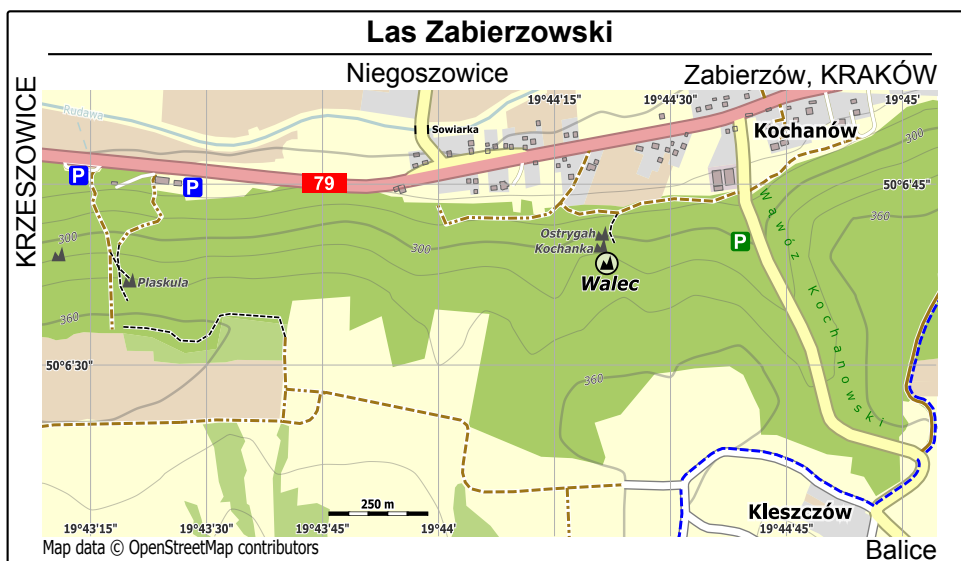 Las Zabierzowski
Niegoszowice
Zabierzów, KRAKÓW
KRZESZOWICE
19°44'15"
19°44'30"
19°45'
Rudawa
Sowiarka
Kochanów
300
P
P
79
50°6'45"
Wąwóz Kochanowski
360
300
300
Ostrygah
Kochanka
P
Walec
Plaskula
360
50°6'30"
360
250 m
Kleszczów
19°43'15"
19°43'30"
19°43'45"
19°44'
19°44'45"
Map data © OpenStreetMap contributors
Balice